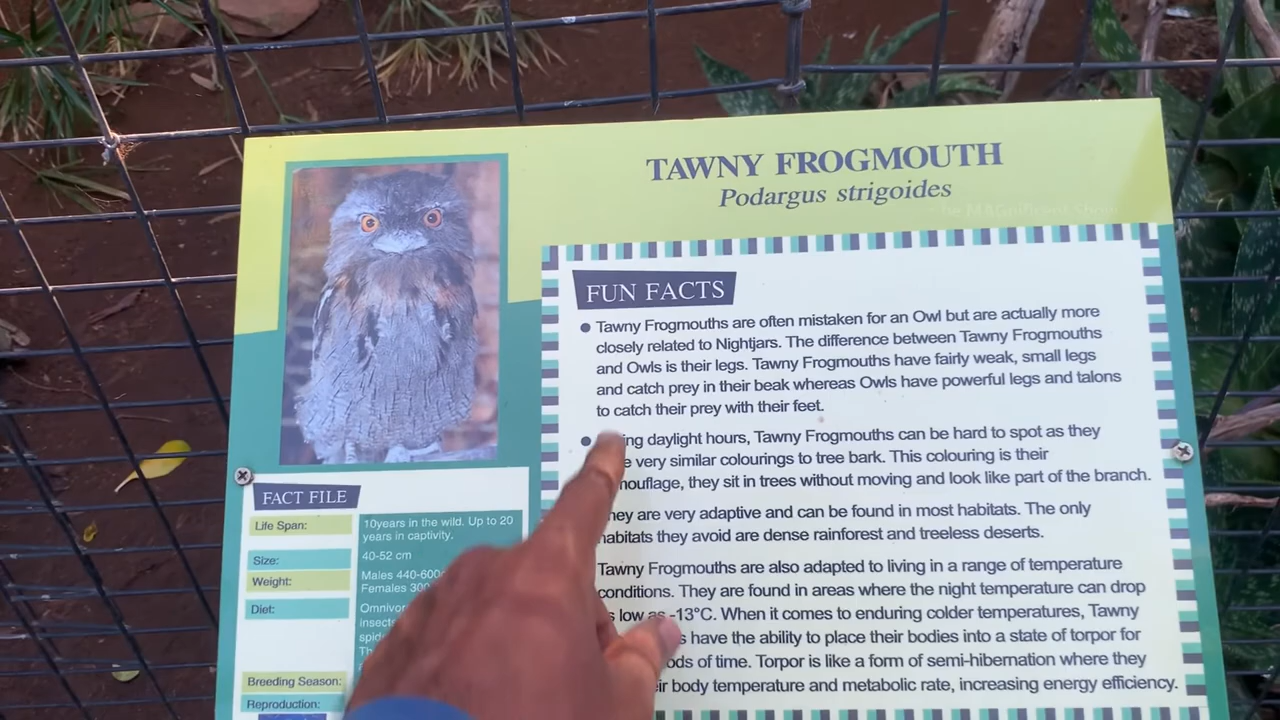 TAWNY FROGMOUTH
Podargus strigoides
The MAGnificent Show
FUN FACTS
Tawny Frogmouths are often mistaken for an Owl but are actually more
closely related to Nightjars. The difference between Tawny Frogmouths
and Owls is their legs. Tawny Frogmouths have fairly weak, small legs
and catch prey in their beak whereas Owls have powerful legs and talons
to catch their prey with their feet.
daylight hours, Tawny Frogmouths can be hard to spot as they
very similar colourings to tree bark. This colouring is their
they sit in trees without moving and look like part of the branch.
hey are very adaptive and can be found in most habitats. The only
habitats they avoid are dense rainforest and treeless deserts.
Tawny Frogmouths are also adapted to living in a range of temperature
conditions. They are found in areas where the night temperature can drop
low as -13°C. When it comes to enduring colder temperatures, Tawny
have the ability to place their bodies into a state of torpor for
of time. Torpor is like a form of semi-hibernation where they
body temperature and metabolic rate, increasing energy efficiency.
FACT FILE
Life Span: 10years in the wild. Up to 20
years in captivity.
Size: 40-52 cm
Weight: Males 440-600
Females 300
Diet:
Breeding Season:
Reproduction: